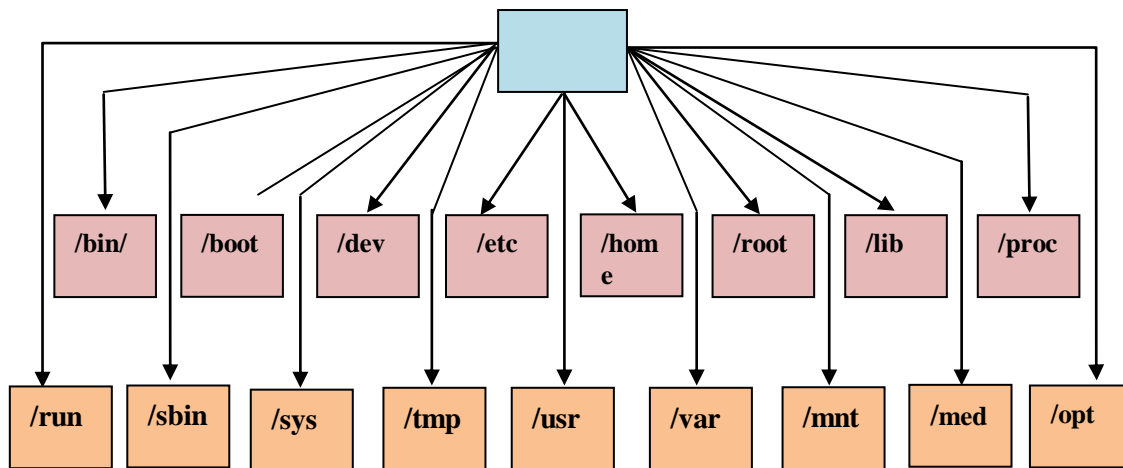 /bin/
/boot
/dev
/etc
/hom
e
/root
/lib
/proc
/run
/sbin
/sys
/tmp
/usr
/var
/mnt
/med
/opt